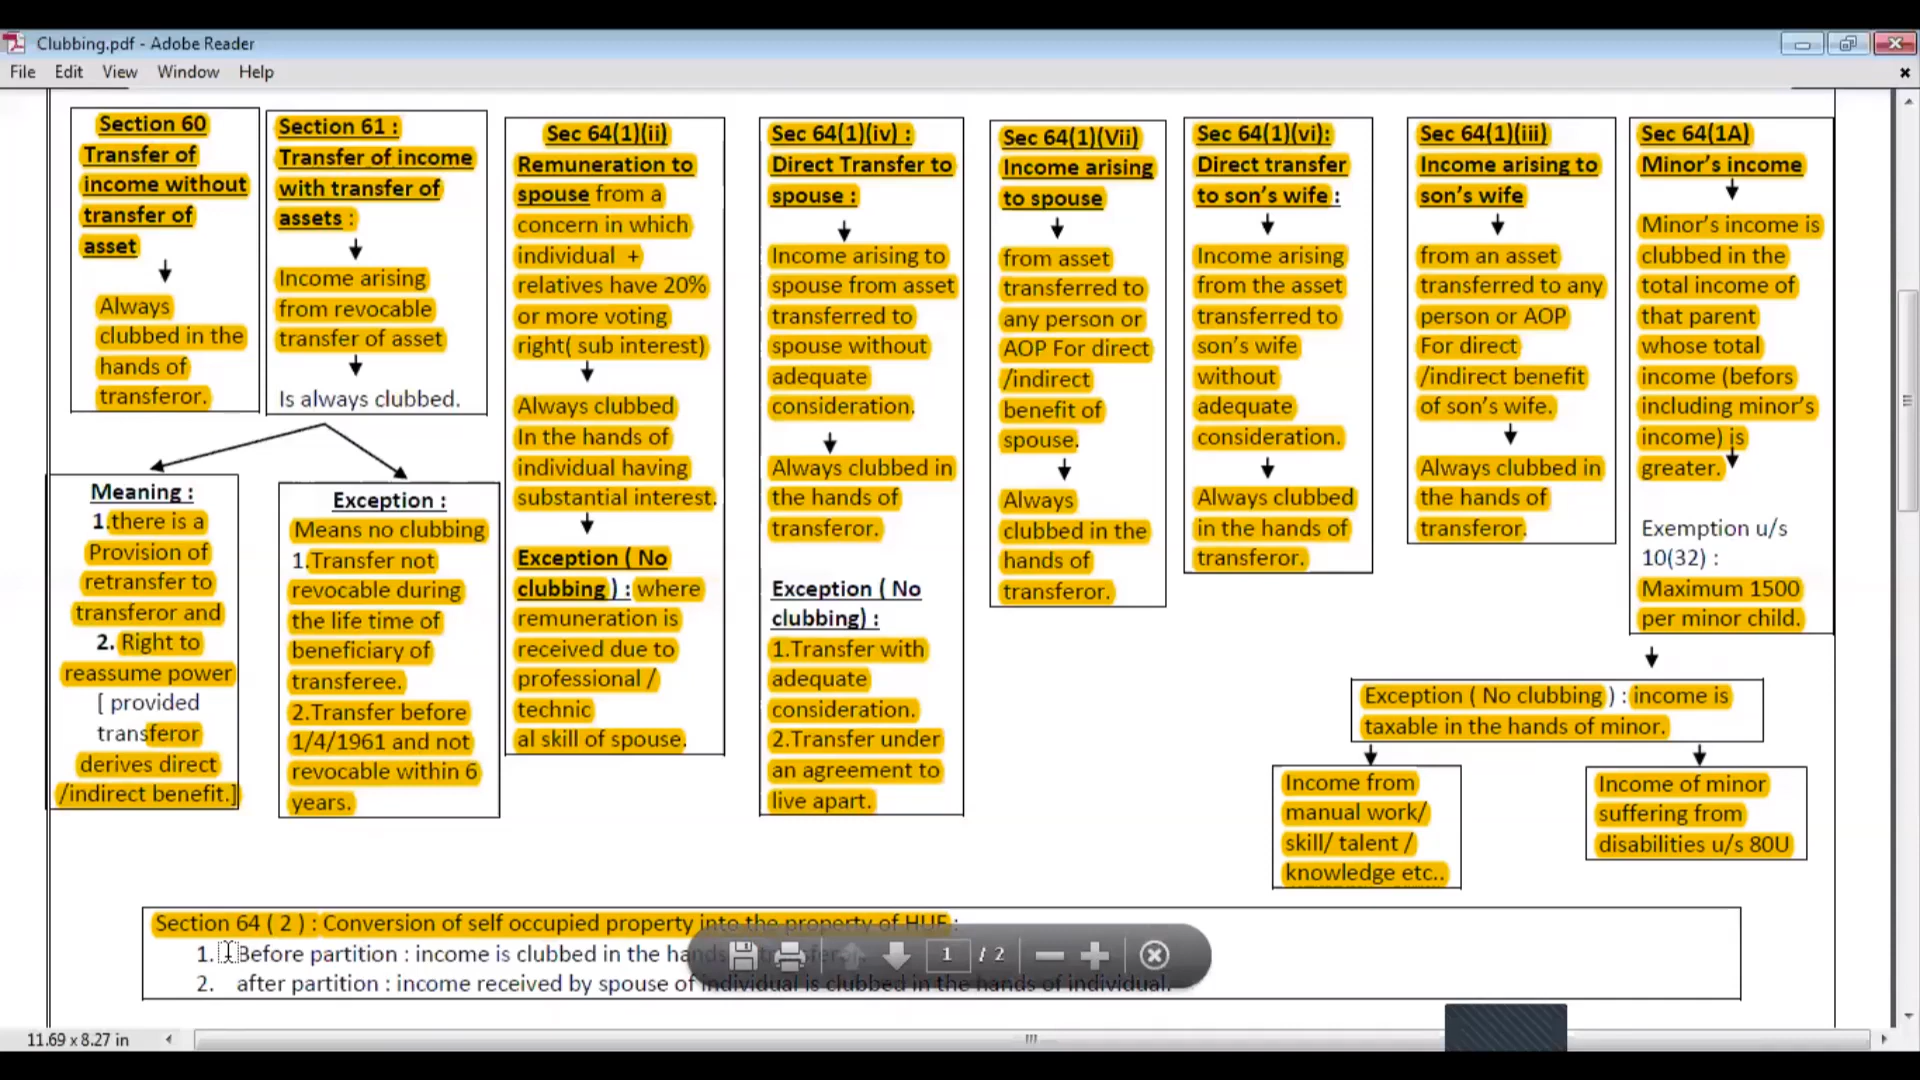 Clubbing.pdf - Adobe Reader
File Edit View Window Help
Section 60
Transfer of
income without
transfer of
asset
Always
clubbed in the
hands of
transferor.
Section 61 :
Transfer of income
with transfer of
assets :
Income arising
from revocable
transfer of asset
Is always clubbed.
Meaning :
1.there is a
Provision of
retransfer to
transferor and
2. Right to
reassume power
[ provided
transferor
derives direct
/indirect benefit.]
Exception :
Means no clubbing
1.Transfer not
revocable during
the life time of
beneficiary of
transferee.
2.Transfer before
1/4/1961 and not
revocable within 6
years.
Sec 64(1)(ii)
Remuneration to
spouse from a
concern in which
individual +
relatives have 20%
or more voting
right( sub interest)
Always clubbed
In the hands of
individual having
substantial interest.
Exception ( No
clubbing ) : where
remuneration is
received due to
professional /
technic
al skill of spouse.
Sec 64(1)(iv) :
Direct Transfer to
spouse :
Income arising to
spouse from asset
transferred to
spouse without
adequate
consideration.
Always clubbed in
the hands of
transferor.
Exception ( No
clubbing) :
1.Transfer with
adequate
consideration.
2.Transfer under
an agreement to
live apart.
Sec 64(1)(Vii)
Income arising
to spouse
from asset
transferred to
any person or
AOP For direct
/indirect
benefit of
spouse.
Always
clubbed in the
hands of
transferor.
Sec 64(1)(vi):
Direct transfer
to son’s wife :
Income arising
from the asset
transferred to
son’s wife
without
adequate
consideration.
Always clubbed
in the hands of
transferor.
Sec 64(1)(iii)
Income arising to
son’s wife
from an asset
transferred to any
person or AOP
For direct
/indirect benefit
of son’s wife.
Always clubbed in
the hands of
transferor.
Sec 64(1A)
Minor’s income
Minor’s income is
clubbed in the
total income of
that parent
whose total
income (befors
including minor’s
income) is
greater.
Exemption u/s
10(32) :
Maximum 1500
per minor child.
Exception ( No clubbing ) : income is
taxable in the hands of minor.
Income from
manual work/
skill/ talent /
knowledge etc..
Income of minor
suffering from
disabilities u/s 80U
Section 64 ( 2 ) : Conversion of self occupied property into the property of HUF :
1. Before partition : income is clubbed in the hands
2. after partition : income received by spouse of individual is clubbed in the hands of individual.
1 / 2
11.69 x 8.27 in